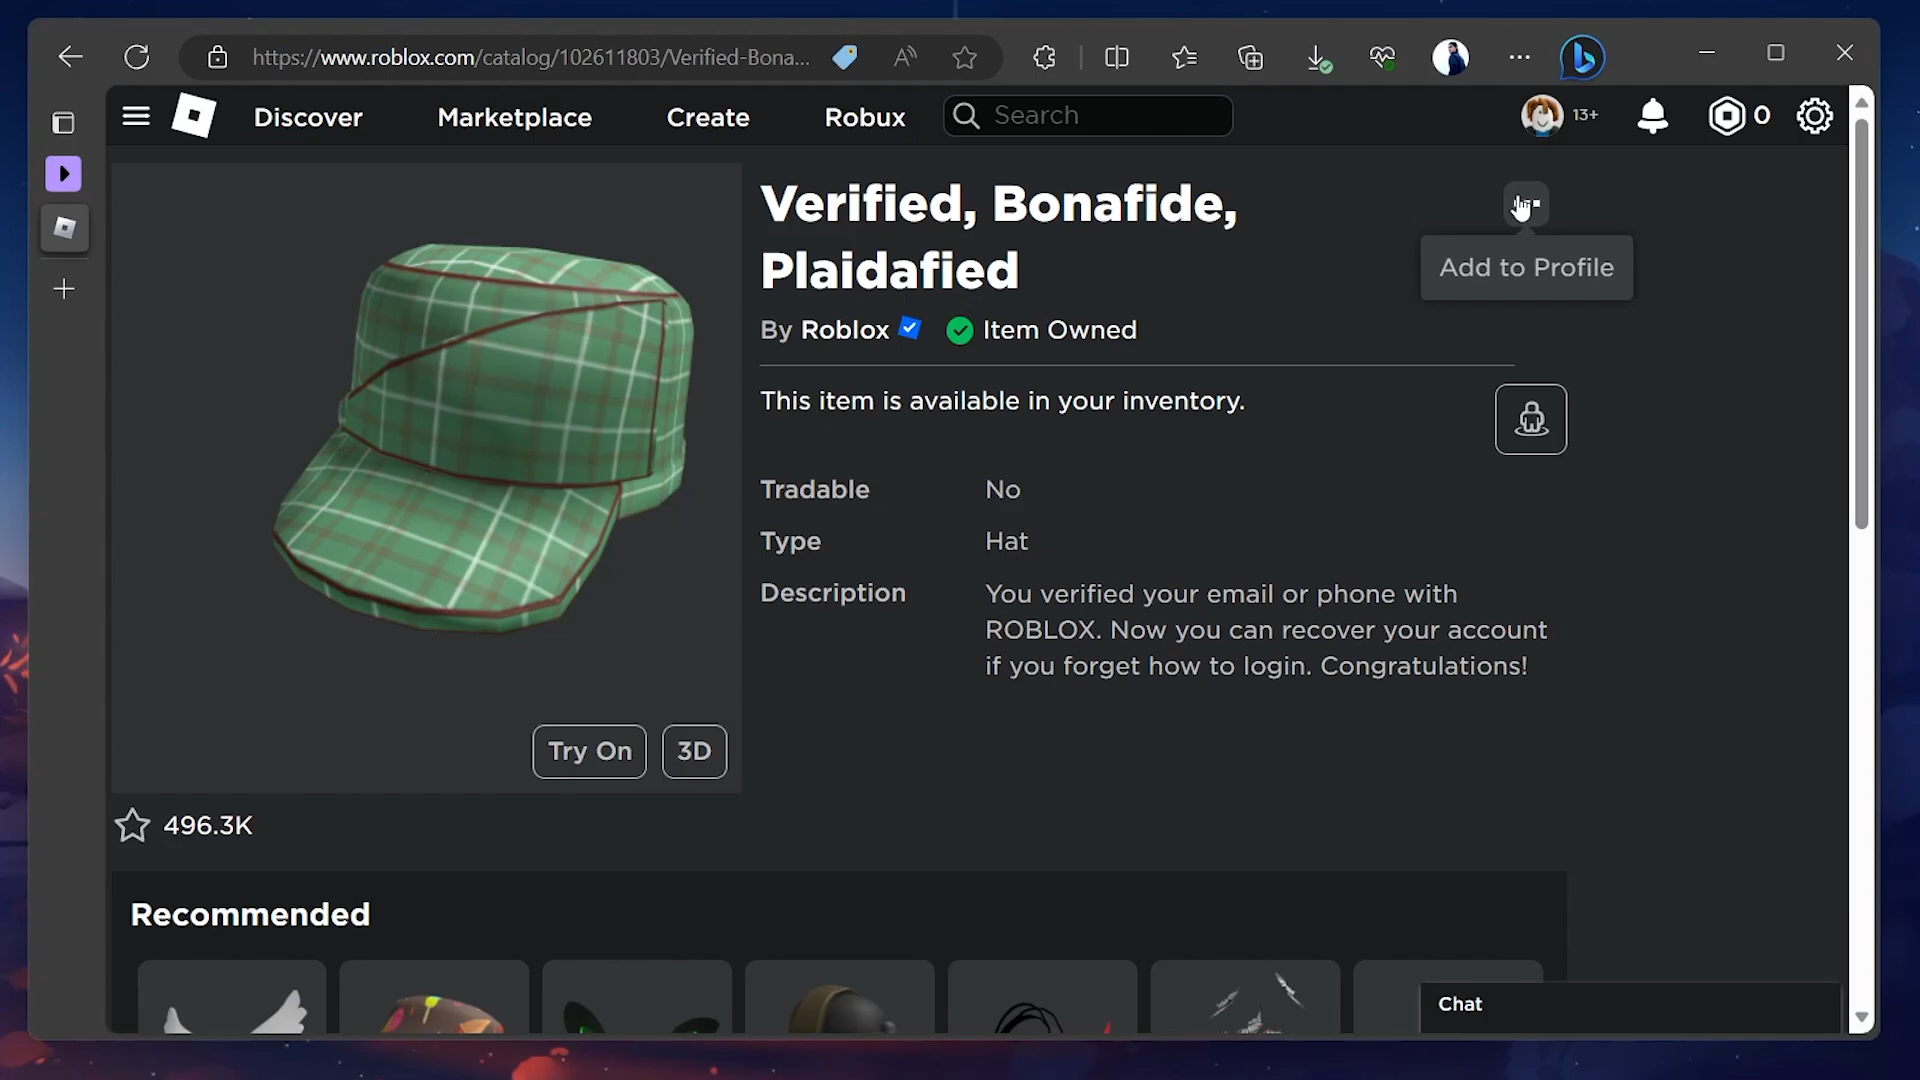 https://www.roblox.com/catalog/102611803/Verified-Bona...
Discover Marketplace Create Robux Search 13+ 0
Verified, Bonafide,
Plaidafied
Add to Profile
By Roblox Item Owned
This item is available in your inventory.
Tradable No
Type Hat
Description You verified your email or phone with
ROBLOX. Now you can recover your account
if you forget how to login. Congratulations!
Try On 3D
496.3K
Recommended
Chat